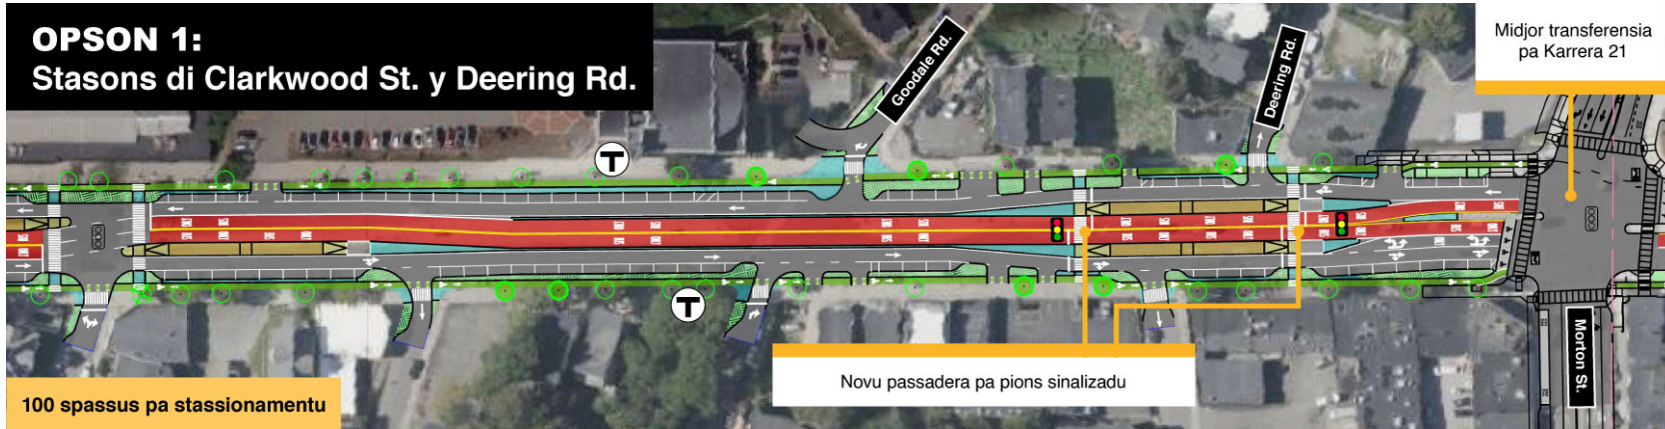 OPSON 1:
Stasons di Clarkwood St. y Deering Rd.
Goodale Rd.
Deering Rd.
Midjor transferensia
pa Karrera 21
T
T
Novu passadera pa pions sinalizadu
100 spassus pa stassionamentu
Morton St.